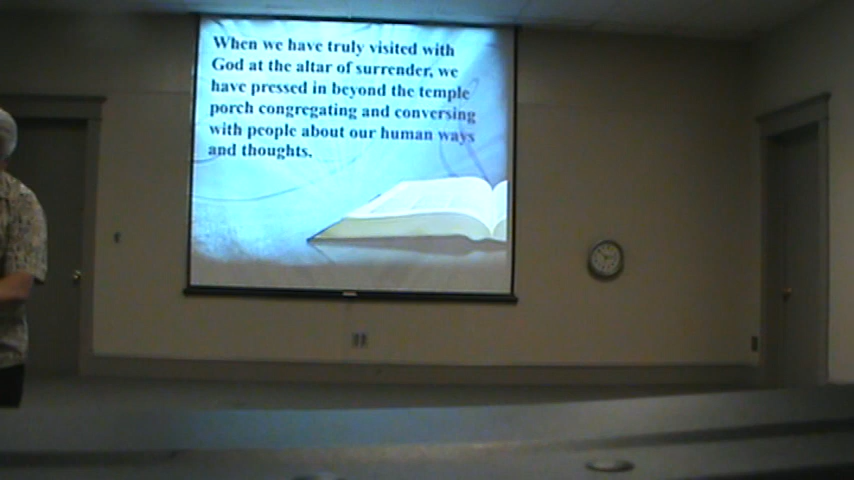 When we have truly visited with
God at the altar of surrender, we
have pressed in beyond the temple
porch congregating and conversing
with people about our human ways
and thoughts.